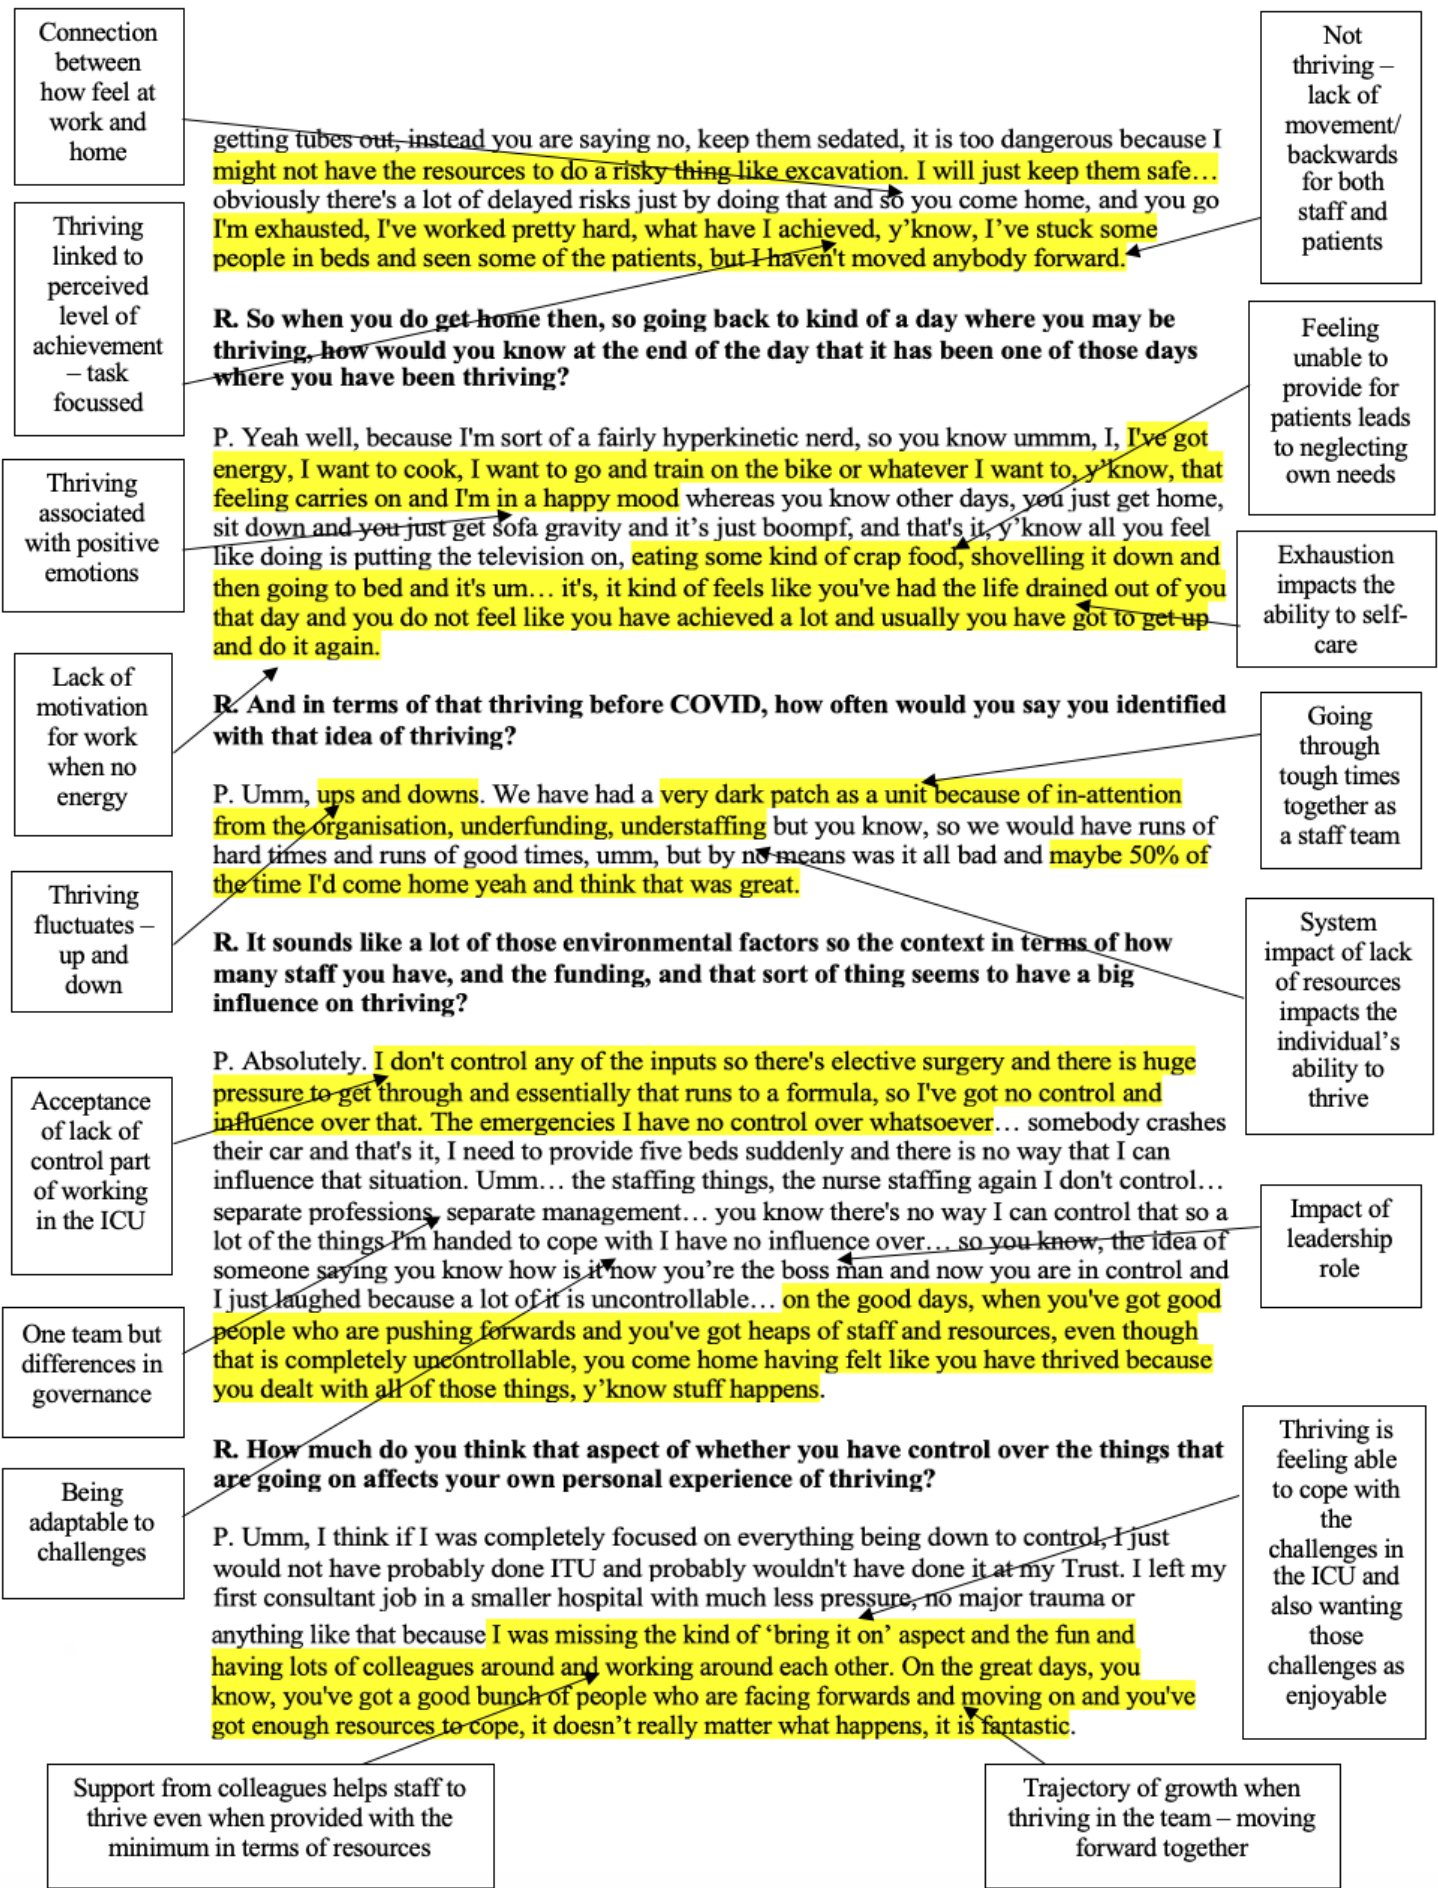 Connection
between
how feel at
work and
home
Thriving
linked to
perceived
level of
achievement
– task
focussed
Thriving
associated
with positive
emotions
Lack of
motivation
for work
when no
energy
Thriving
fluctuates –
up and
down
Acceptance
of lack of
control part
of working
in the ICU
One team but
differences in
governance
Being
adaptable to
challenges
getting tubes out, instead you are saying no, keep them sedated, it is too dangerous because I
might not have the resources to do a risky thing like excavation. I will just keep them safe…
obviously there's a lot of delayed risks just by doing that and so you come home, and you go
I'm exhausted, I've worked pretty hard, what have I achieved, y’know, I’ve stuck some
people in beds and seen some of the patients, but I haven't moved anybody forward.
R. So when you do get home then, so going back to kind of a day where you may be
thriving, how would you know at the end of the day that it has been one of those days
where you have been thriving?
P. Yeah well, because I'm sort of a fairly hyperkinetic nerd, so you know ummm, I, I've got
energy, I want to cook, I want to go and train on the bike or whatever I want to, y’know, that
feeling carries on and I'm in a happy mood whereas you know other days, you just get home,
sit down and you just get sofa gravity and it’s just boompf, and that's it, y’know all you feel
like doing is putting the television on, eating some kind of crap food, shovelling it down and
then going to bed and it's um… it's, it kind of feels like you've had the life drained out of you
that day and you do not feel like you have achieved a lot and usually you have got to get up
and do it again.
R. And in terms of that thriving before COVID, how often would you say you identified
with that idea of thriving?
P. Umm, ups and downs. We have had a very dark patch as a unit because of in-attention
from the organisation, underfunding, understaffing but you know, so we would have runs of
hard times and runs of good times, umm, but by no means was it all bad and maybe 50% of
the time I'd come home yeah and think that was great.
R. It sounds like a lot of those environmental factors so the context in terms of how
many staff you have, and the funding, and that sort of thing seems to have a big
influence on thriving?
P. Absolutely. I don't control any of the inputs so there's elective surgery and there is huge
pressure to get through and essentially that runs to a formula, so I've got no control and
influence over that. The emergencies I have no control over whatsoever… somebody crashes
their car and that's it, I need to provide five beds suddenly and there is no way that I can
influence that situation. Umm… the staffing things, the nurse staffing again I don't control…
separate professions, separate management… you know there's no way I can control that so a
lot of the things I'm handed to cope with I have no influence over… so you know, the idea of
someone saying you know how is it now you’re the boss man and now you are in control and
I just laughed because a lot of it is uncontrollable… on the good days, when you've got good
people who are pushing forwards and you've got heaps of staff and resources, even though
that is completely uncontrollable, you come home having felt like you have thrived because
you dealt with all of those things, y’know stuff happens.
R. How much do you think that aspect of whether you have control over the things that
are going on affects your own personal experience of thriving?
P. Umm, I think if I was completely focused on everything being down to control, I just
would not have probably done ITU and probably wouldn't have done it at my Trust. I left my
first consultant job in a smaller hospital with much less pressure, no major trauma or
anything like that because I was missing the kind of ‘bring it on’ aspect and the fun and
having lots of colleagues around and working around each other. On the great days, you
know, you've got a good bunch of people who are facing forwards and moving on and you've
got enough resources to cope, it doesn’t really matter what happens, it is fantastic.
Not
thriving –
lack of
movement/
backwards
for both
staff and
patients
Feeling
unable to
provide for
patients leads
to neglecting
own needs
Exhaustion
impacts the
ability to self-
care
Going
through
tough times
together as
a staff team
System
impact of lack
of resources
impacts the
individual’s
ability to
thrive
Impact of
leadership
role
Thriving is
feeling able
to cope with
the
challenges in
the ICU and
also wanting
those
challenges as
enjoyable
Support from colleagues helps staff to
thrive even when provided with the
minimum in terms of resources
Trajectory of growth when
thriving in the team – moving
forward together